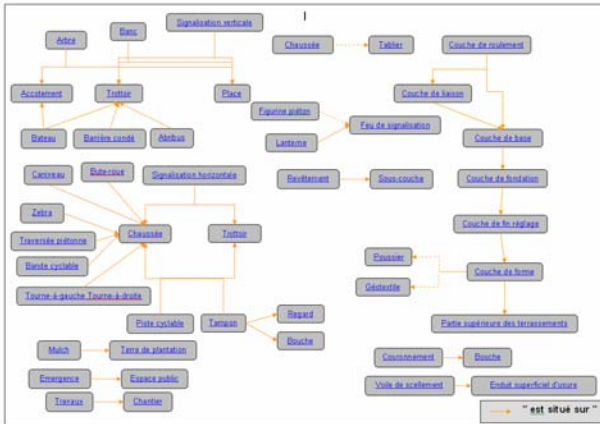 Signalisation verticale
Banc
Arbre
Chaussée
Tablier
Couche de roulement
Accotement
Trottoir
Place
Couche de liaison
Figurine piéton
Feu de signalisation
Bateau
Barrière condé
Abribus
Lanterne
Couche de base
Caniveau
Bute-roue
Signalisation horizontale
Revêtement
Sous-couche
Couche de fondation
Zebra
Chaussée
Trottoir
Couche de fin réglage
Traversée piétonne
Bande cyclable
Poussier
Couche de forme
Géotextile
Tourne-à-gauche Tourne-à-droite
Piste cyclable
Tampon
Regard
Partie supérieure des terrassements
Bouche
Mulch
Terre de plantation
Couronnement
Bouche
Emergence
Espace public
Voile de scellement
Enduit superficiel d'usure
Travaux
Chantier
" est situé sur "